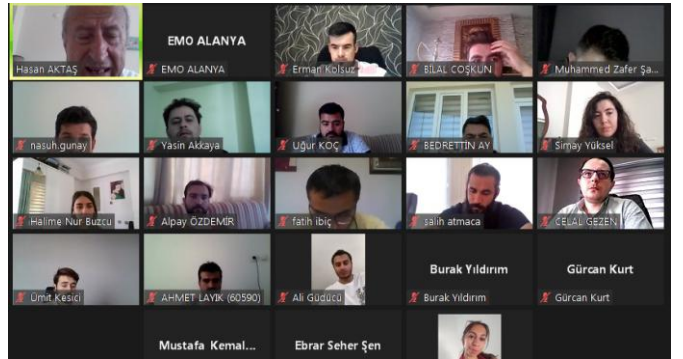 Hasan AKTAŞ
EMO ALANYA
EMO ALANYA
Erman Kolsuz
BİLAL COŞKUN
Muhammed Zafer Şa...
nasuh.gunay
Yasin Akkaya
Uğur KOÇ
BEDRETTİN AY
Simay Yüksel
Halime Nur Buzcu
Alpay ÖZDEMİR
fatih ibiç
salih atmaca
CELAL GEZEN
Ümit Kesici
AHMET LAYIK (60590)
Ali Güdücü
Burak Yıldırım
Burak Yıldırım
Gürcan Kurt
Gürcan Kurt
Mustafa Kemal...
Ebrar Seher Şen